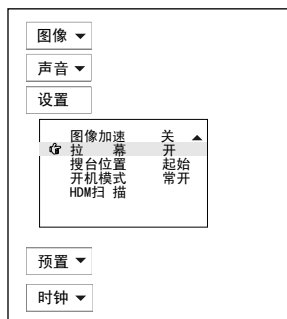 图像
声音
设置
图像加速 关
拉 幕 开
搜台位置 起始
开机模式 常开
HDM扫 描
预置
时钟